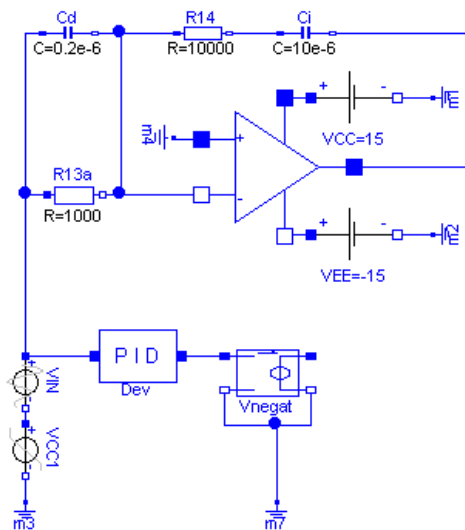 Cd
C=0.2e-6
R14
R=10000
Ci
C=10e-6
+
-
m1
VCC=15
m4
+
-
R13a
R=1000
+
-
m2
VEE=-15
PID
Dev
Vnegat
+
VIN
-
+
VCC1
-
m3
m7